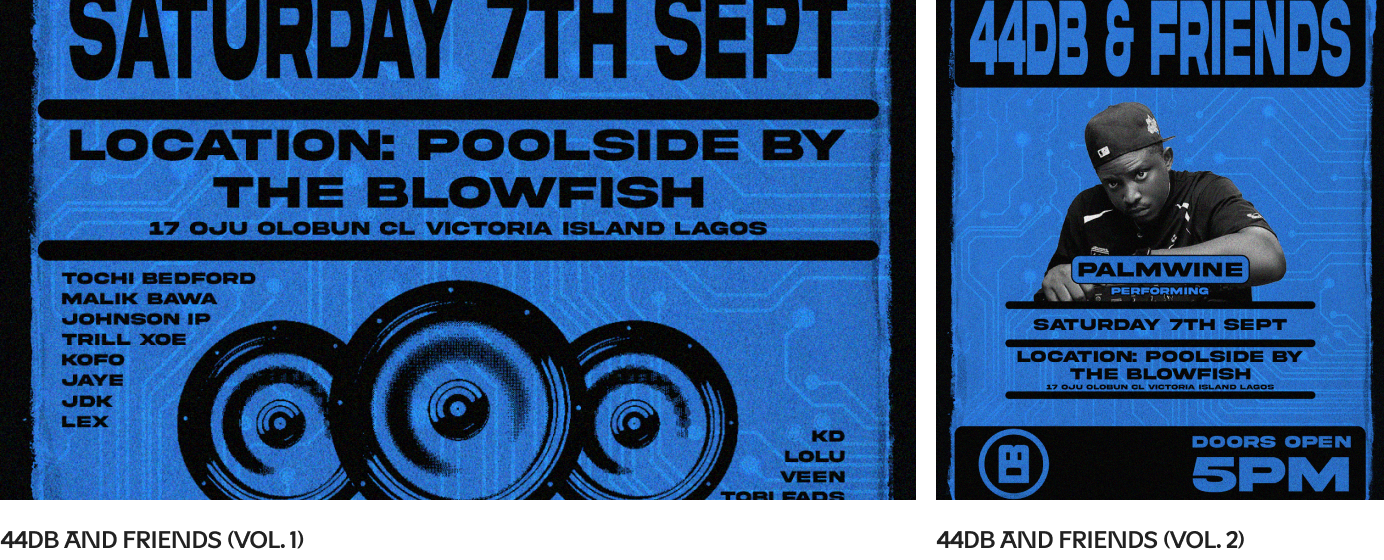 SATURDAY 7TH SEPT
LOCATION: POOLSIDE BY
THE BLOWFISH
17 OJU OLOBUN CL VICTORIA ISLAND LAGOS
TOCHI BEDFORD
MALIK BAWA
JOHNSON IP
TRILL XOE
KOFO
JAYE
JDK
LEX
KD
LOLU
VEEN
TOBI EADS
44DB AND FRIENDS (VOL. 1)
44DB & FRIENDS
PALMWINE
PERFORMING
SATURDAY 7TH SEPT
LOCATION: POOLSIDE BY
THE BLOWFISH
17 OJU OLOBUN CL VICTORIA ISLAND LAGOS
DOORS OPEN
5PM
44DB AND FRIENDS (VOL. 2)